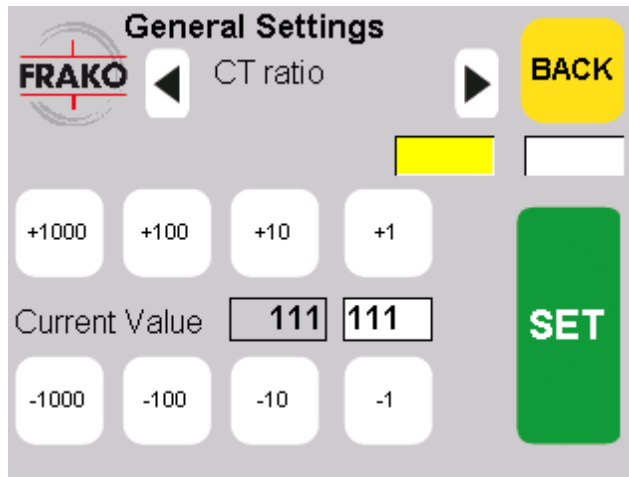 General Settings
FRAKO
CT ratio
BACK
+1000 +100 +10 +1
Current Value 111 111
SET
-1000 -100 -10 -1